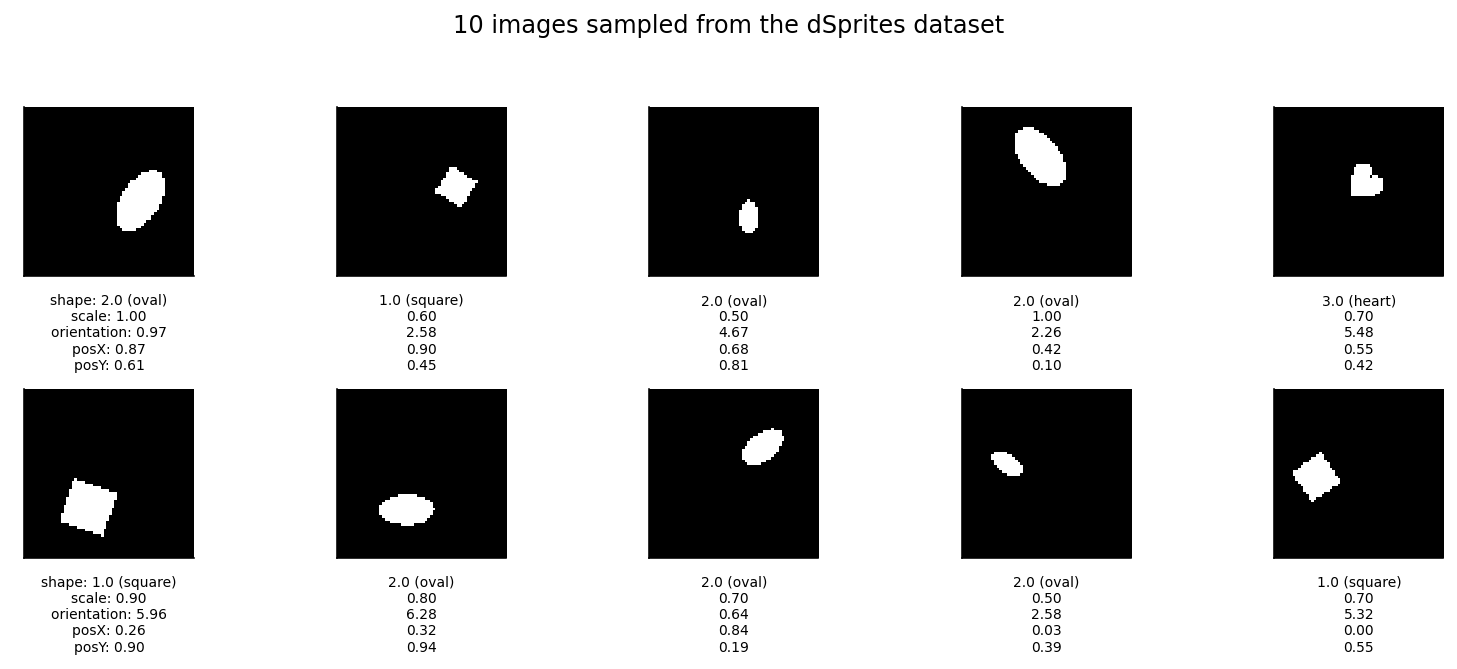 10 images sampled from the dSprites dataset
shape: 2.0 (oval)
scale: 1.00
orientation: 0.97
posX: 0.87
posY: 0.61
1.0 (square)
0.60
2.58
0.90
0.45
2.0 (oval)
0.50
4.67
0.68
0.81
2.0 (oval)
1.00
2.26
0.42
0.10
3.0 (heart)
0.70
5.48
0.55
0.42
shape: 1.0 (square)
scale: 0.90
orientation: 5.96
posX: 0.26
posY: 0.90
2.0 (oval)
0.80
6.28
0.32
0.94
2.0 (oval)
0.70
0.64
0.84
0.19
2.0 (oval)
0.50
2.58
0.03
0.39
1.0 (square)
0.70
5.32
0.00
0.55